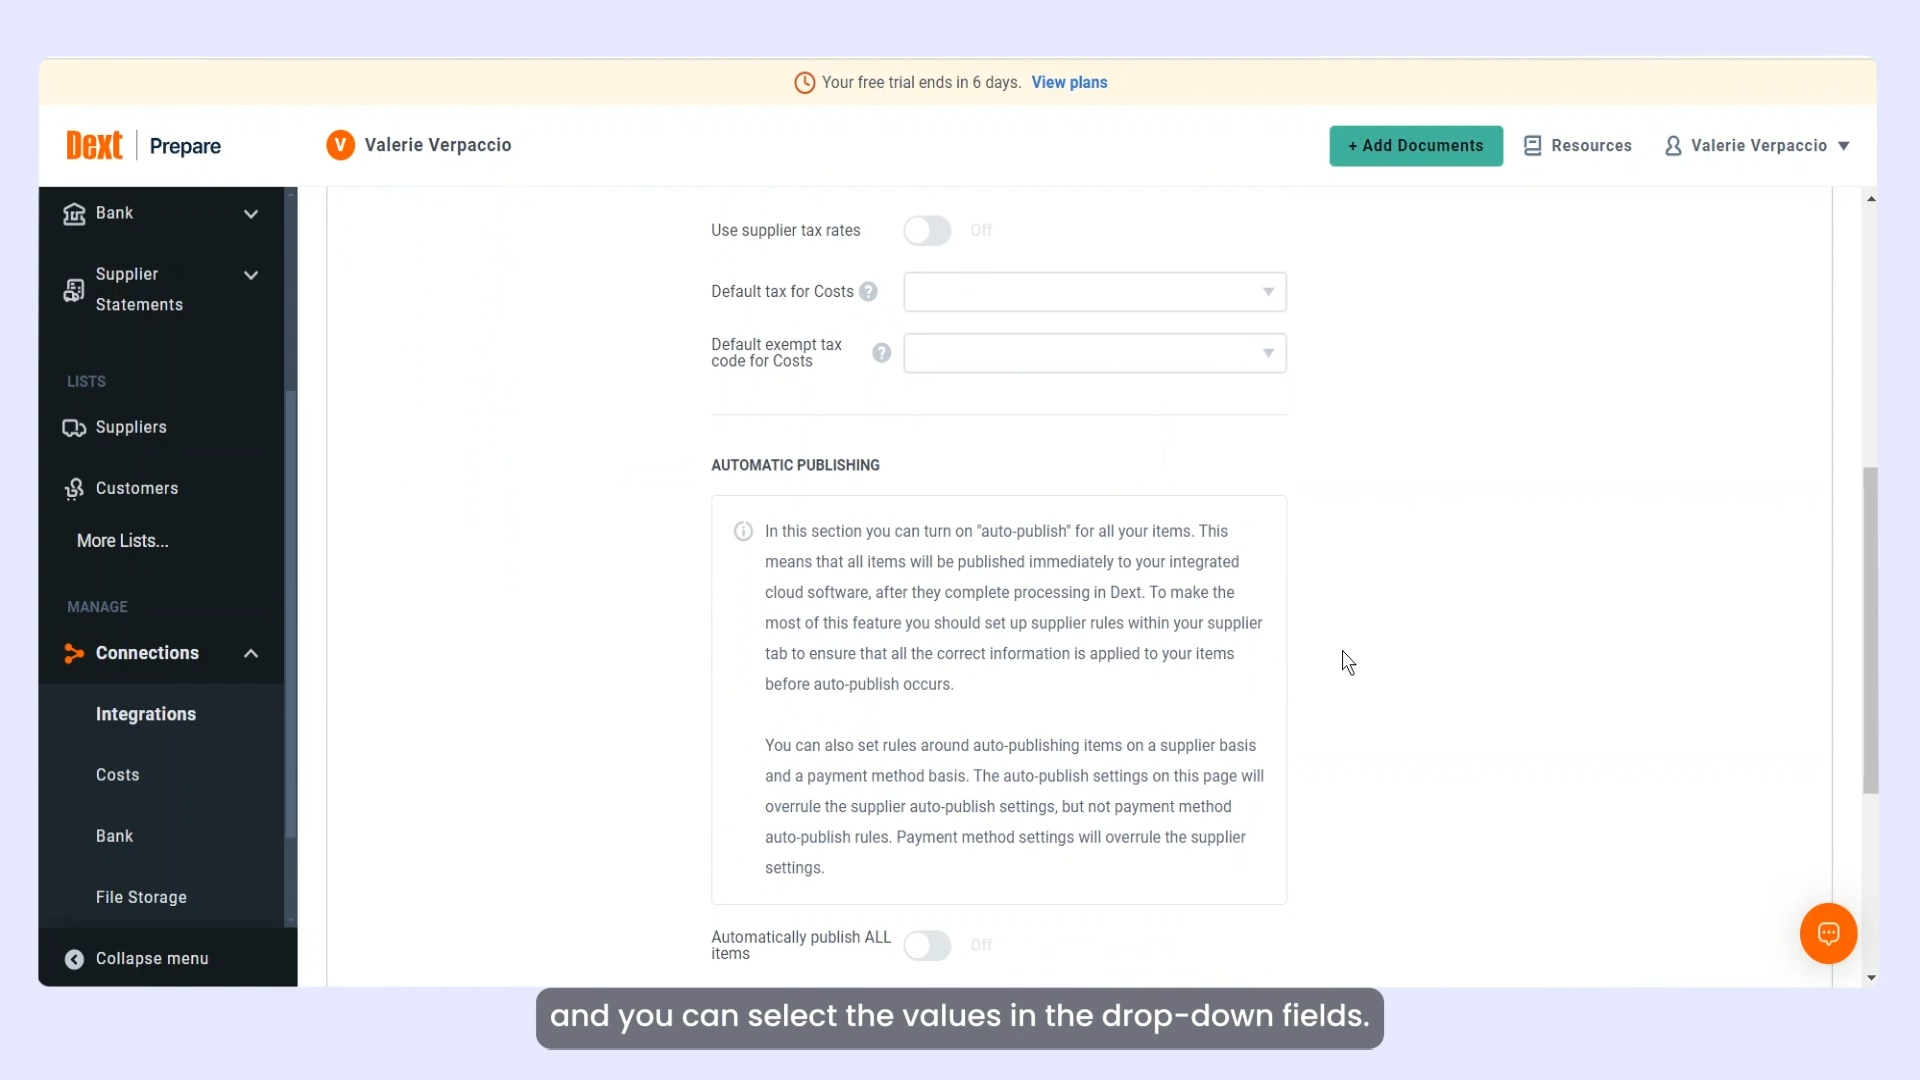 Your free trial ends in 6 days. View plans
Dext Prepare
V Valerie Verpaccio
+ Add Documents
Resources
Valerie Verpaccio
Bank
Supplier
Statements
LISTS
Suppliers
Customers
More Lists...
MANAGE
Connections
Integrations
Costs
Bank
File Storage
Collapse menu
Use supplier tax rates
Off
Default tax for Costs ?
Default exempt tax
code for Costs ?
AUTOMATIC PUBLISHING
In this section you can turn on "auto-publish" for all your items. This
means that all items will be published immediately to your integrated
cloud software, after they complete processing in Dext. To make the
most of this feature you should set up supplier rules within your supplier
tab to ensure that all the correct information is applied to your items
before auto-publish occurs.
You can also set rules around auto-publishing items on a supplier basis
and a payment method basis. The auto-publish settings on this page will
overrule the supplier auto-publish settings, but not payment method
auto-publish rules. Payment method settings will overrule the supplier
settings.
Automatically publish ALL
items
Off
and you can select the values in the drop-down fields.